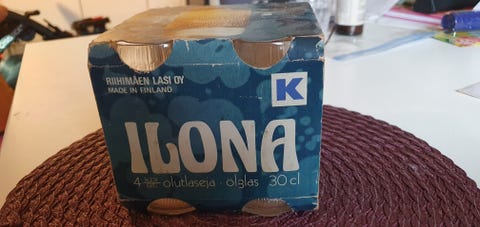 RIIHIMÄEN LASI OY
MADE IN FINLAND
K
ILONA
4 olutlaseja · ölglas 30 cl